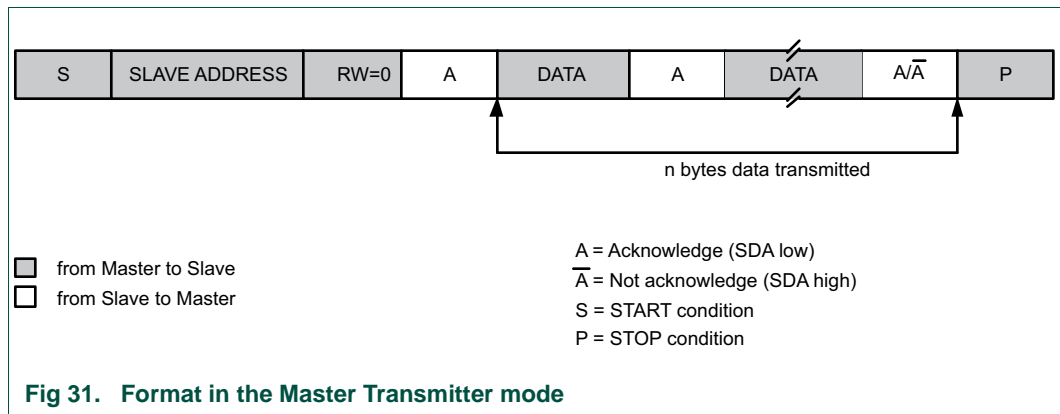 S SLAVE ADDRESS RW=0 A DATA A DATA A/A̅ P
n bytes data transmitted
from Master to Slave
from Slave to Master
A = Acknowledge (SDA low)
A̅ = Not acknowledge (SDA high)
S = START condition
P = STOP condition
Fig 31. Format in the Master Transmitter mode